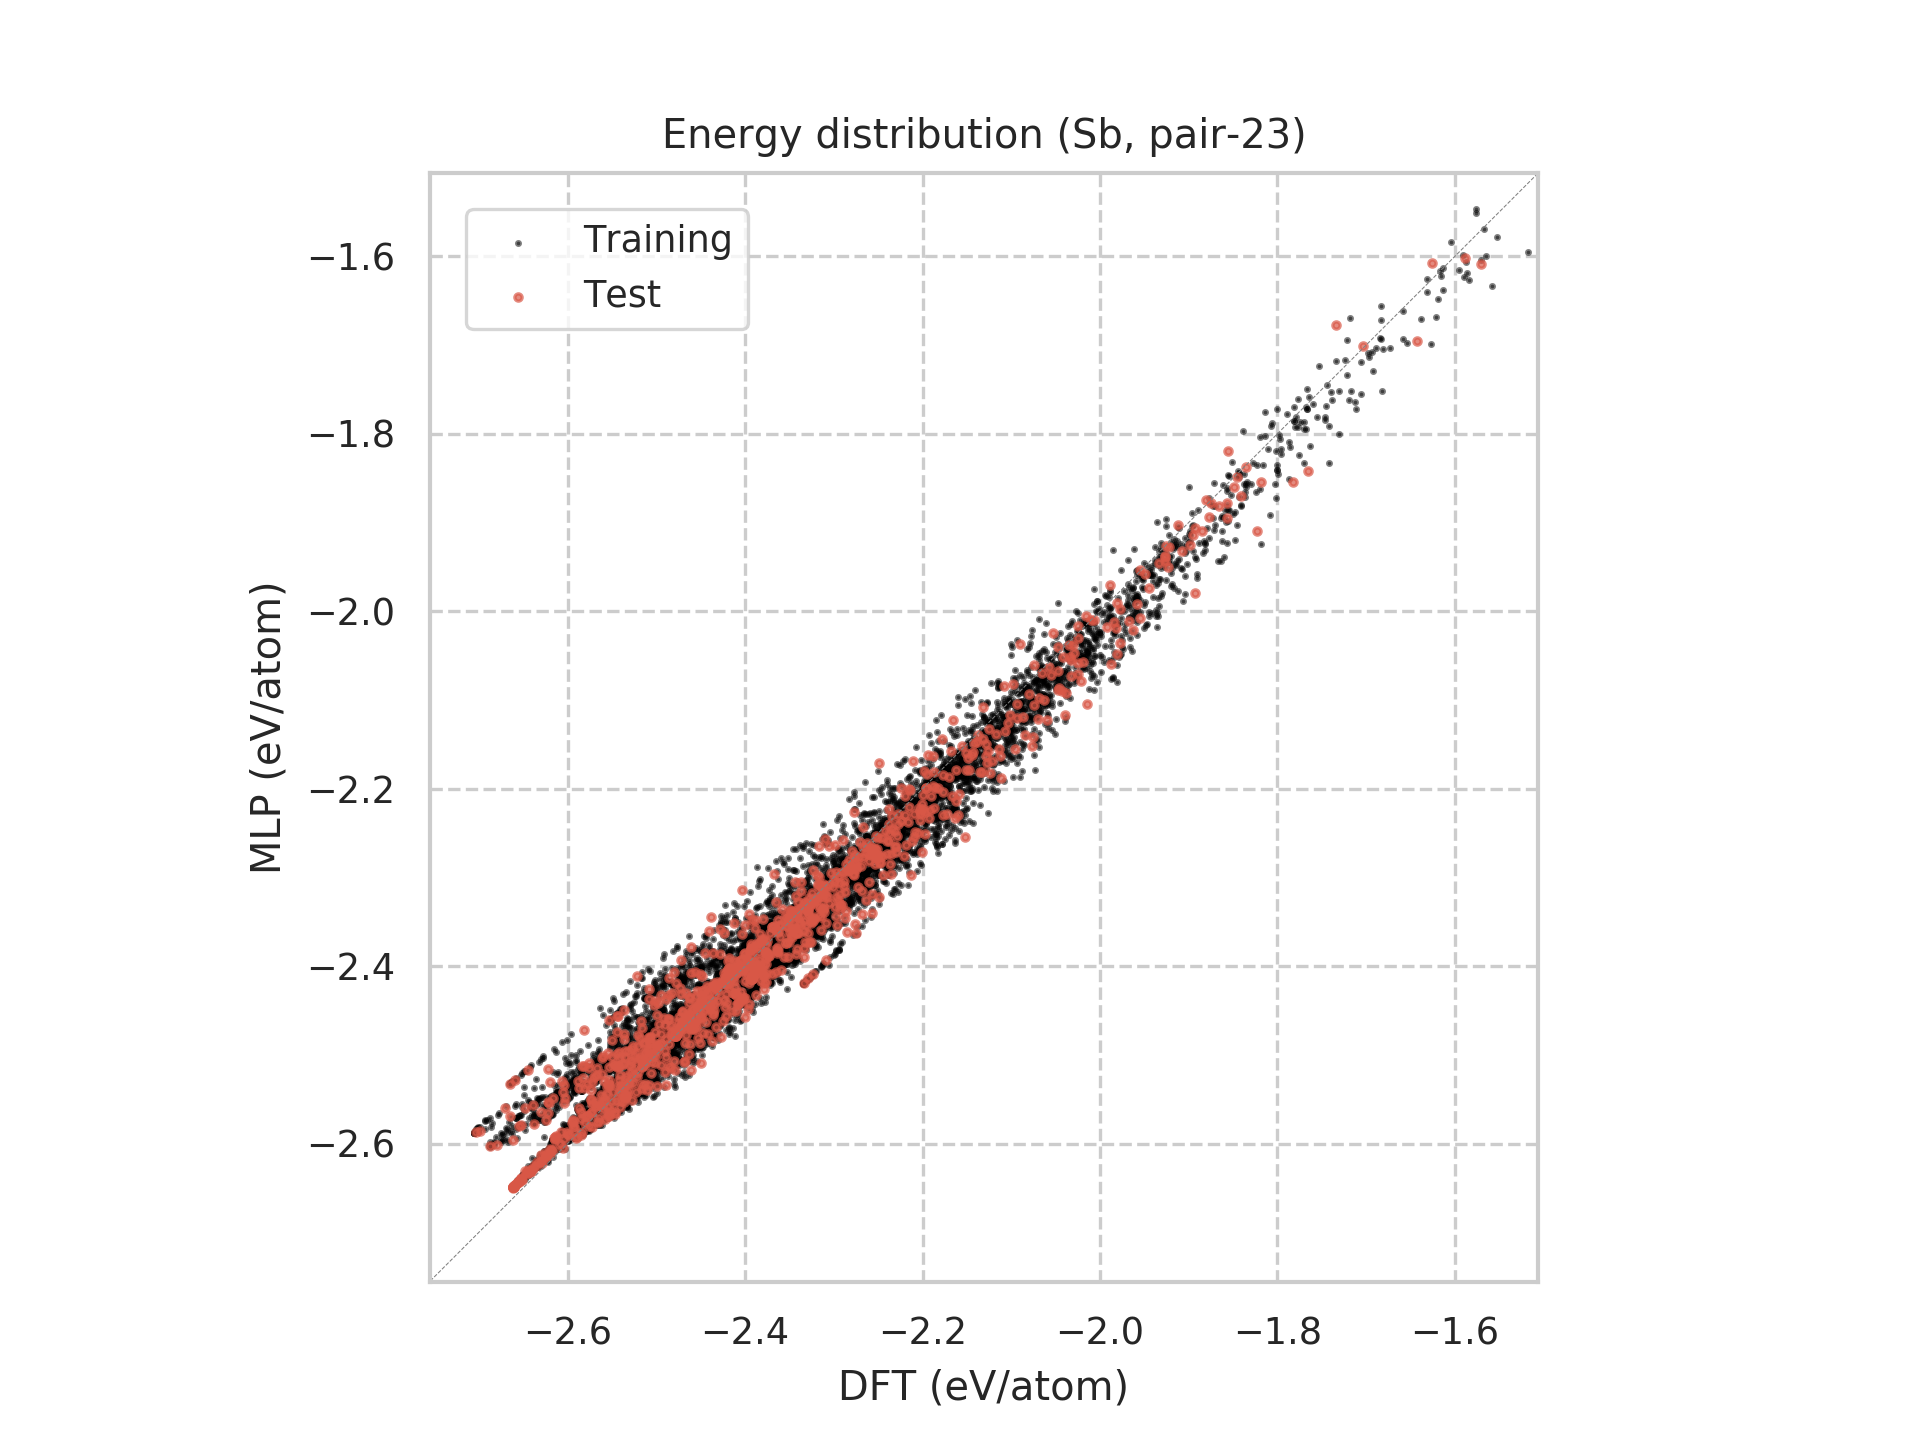 Energy distribution (Sb, pair-23)
Training
Test
−1.6
−1.8
−2.0
−2.2
−2.4
−2.6
MLP (eV/atom)
−2.6 −2.4 −2.2 −2.0 −1.8 −1.6
DFT (eV/atom)